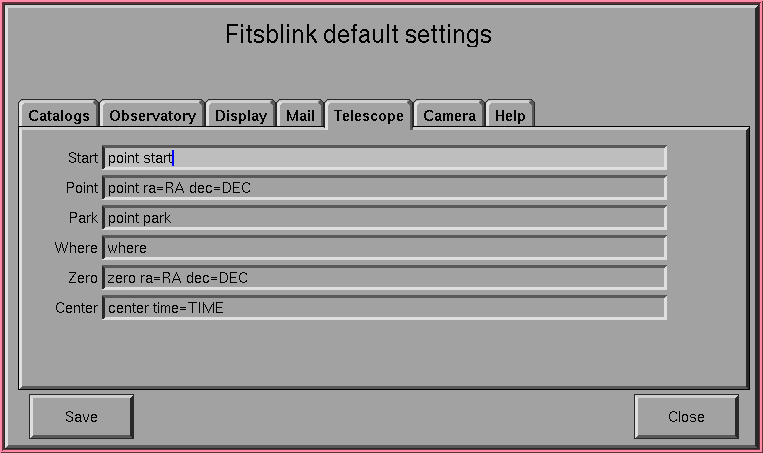 Fitsblink default settings
Catalogs Observatory Display Mail Telescope Camera Help
Start point start
Point point ra=RA dec=DEC
Park point park
Where where
Zero zero ra=RA dec=DEC
Center center time=TIME
Save Close